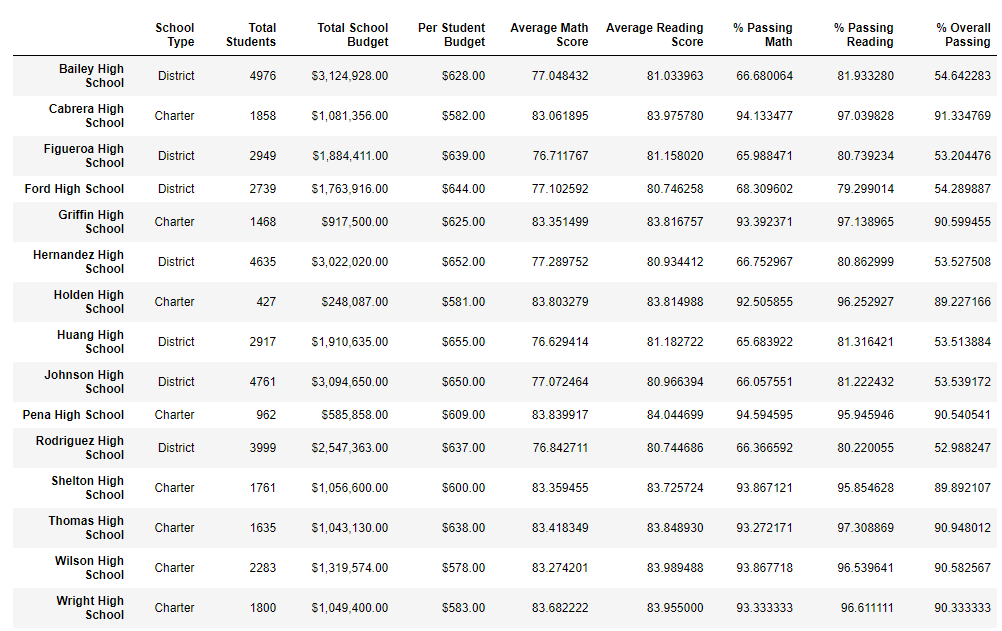 School Type Total Students Total School Budget Per Student Budget Average Math Score Average Reading Score % Passing Math % Passing Reading % Overall Passing
Bailey High School District 4976 $3,124,928.00 $628.00 77.048432 81.033963 66.680064 81.933280 54.642283
Cabrera High School Charter 1858 $1,081,356.00 $582.00 83.061895 83.975780 94.133477 97.039828 91.334769
Figueroa High School District 2949 $1,884,411.00 $639.00 76.711767 81.158020 65.988471 80.739234 53.204476
Ford High School District 2739 $1,763,916.00 $644.00 77.102592 80.746258 68.309602 79.299014 54.289887
Griffin High School Charter 1468 $917,500.00 $625.00 83.351499 83.816757 93.392371 97.138965 90.599455
Hernandez High School District 4635 $3,022,020.00 $652.00 77.289752 80.934412 66.752967 80.862999 53.527508
Holden High School Charter 427 $248,087.00 $581.00 83.803279 83.814988 92.505855 96.252927 89.227166
Huang High School District 2917 $1,910,635.00 $655.00 76.629414 81.182722 65.683922 81.316421 53.513884
Johnson High School District 4761 $3,094,650.00 $650.00 77.072464 80.966394 66.057551 81.222432 53.539172
Pena High School Charter 962 $585,858.00 $609.00 83.839917 84.044699 94.594595 95.945946 90.540541
Rodriguez High School District 3999 $2,547,363.00 $637.00 76.842711 80.744686 66.366592 80.220055 52.988247
Shelton High School Charter 1761 $1,056,600.00 $600.00 83.359455 83.725724 93.867121 95.854628 89.892107
Thomas High School Charter 1635 $1,043,130.00 $638.00 83.418349 83.848930 93.272171 97.308869 90.948012
Wilson High School Charter 2283 $1,319,574.00 $578.00 83.274201 83.989488 93.867718 96.539641 90.582567
Wright High School Charter 1800 $1,049,400.00 $583.00 83.682222 83.955000 93.333333 96.611111 90.333333